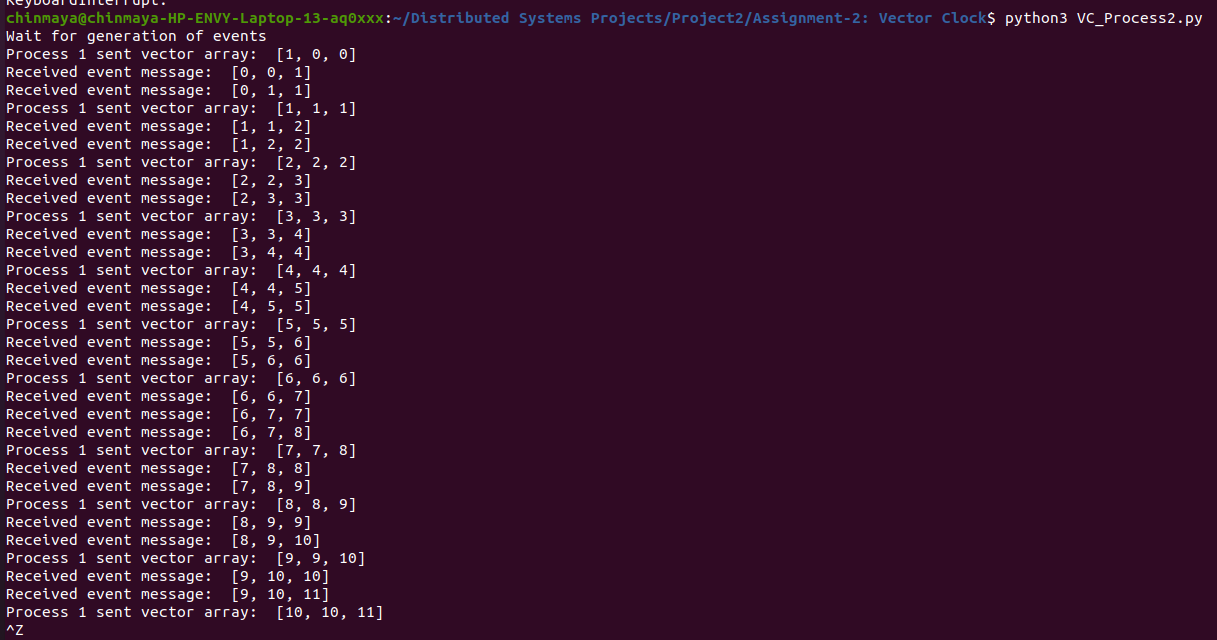 KeyboardInterrupt.
chinmaya@chinmaya-HP-ENVY-Laptop-13-aq0xxx:~/Distributed Systems Projects/Project2/Assignment-2: Vector Clock$ python3 VC_Process2.py
Wait for generation of events
Process 1 sent vector array:  [1, 0, 0]
Received event message:  [0, 0, 1]
Received event message:  [0, 1, 1]
Process 1 sent vector array:  [1, 1, 1]
Received event message:  [1, 1, 2]
Received event message:  [1, 2, 2]
Process 1 sent vector array:  [2, 2, 2]
Received event message:  [2, 2, 3]
Received event message:  [2, 3, 3]
Process 1 sent vector array:  [3, 3, 3]
Received event message:  [3, 3, 4]
Received event message:  [3, 4, 4]
Process 1 sent vector array:  [4, 4, 4]
Received event message:  [4, 4, 5]
Received event message:  [4, 5, 5]
Process 1 sent vector array:  [5, 5, 5]
Received event message:  [5, 5, 6]
Received event message:  [5, 6, 6]
Process 1 sent vector array:  [6, 6, 6]
Received event message:  [6, 6, 7]
Received event message:  [6, 7, 7]
Received event message:  [6, 7, 8]
Process 1 sent vector array:  [7, 7, 8]
Received event message:  [7, 8, 8]
Received event message:  [7, 8, 9]
Process 1 sent vector array:  [8, 8, 9]
Received event message:  [8, 9, 9]
Received event message:  [8, 9, 10]
Process 1 sent vector array:  [9, 9, 10]
Received event message:  [9, 10, 10]
Received event message:  [9, 10, 11]
Process 1 sent vector array:  [10, 10, 11]
^Z